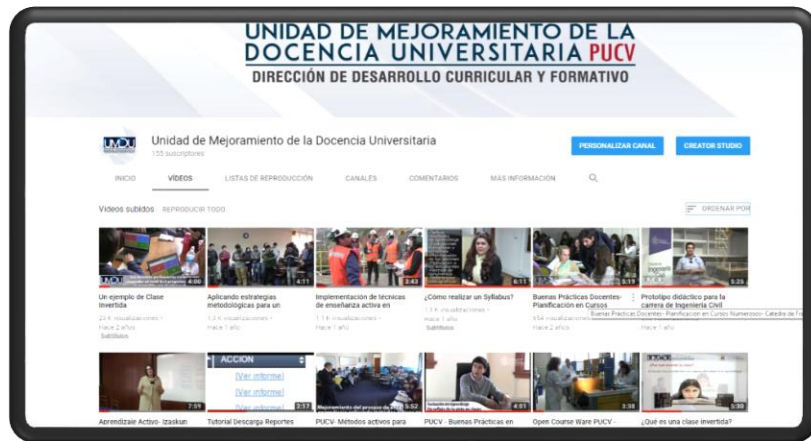 UNIDAD DE MEJORAMIENTO DE LA
DOCENCIA UNIVERSITARIA PUCV
DIRECCIÓN DE DESARROLLO CURRICULAR Y FORMATIVO
UMDU
Unidad de Mejoramiento de la Docencia Universitaria
155 suscriptores
PERSONALIZAR CANAL
CREATOR STUDIO
INICIO
VÍDEOS
LISTAS DE REPRODUCCIÓN
CANALES
COMENTARIOS
MÁS INFORMACIÓN
Vídeos subidos
REPRODUCIR TODO
ORDENAR POR
4:00
4:11
3:43
6:11
5:19
5:25
Un ejemplo de Clase
Invertida
Hace 2 años
Subtítulos
Aplicando estrategias
metodológicas para un
Hace 1 año
Implementación de técnicas
de enseñanza activa en
Hace 1 año
¿Cómo realizar un Syllabus?
Hace 1 año
Subtítulos
Buenas Prácticas Docentes-
Planificación en Cursos
Hace 2 años
Prototipo didáctico para la
carrera de Ingeniería Civil
Hace 1 año
Buenas Prácticas Docentes- Planificación en Cursos Numerosos- Cátedra de Fí
ACCION
[Ver informe]
[Ver informe]
7:59
3:17
5:52
4:01
3:38
5:30
Aprendizaje Activo- Izaskun
Tutorial Descarga Reportes
PUCV- Métodos activos para
PUCV - Buenas Prácticas en
Open Course Ware PUCV -
¿Qué es una clase invertida?